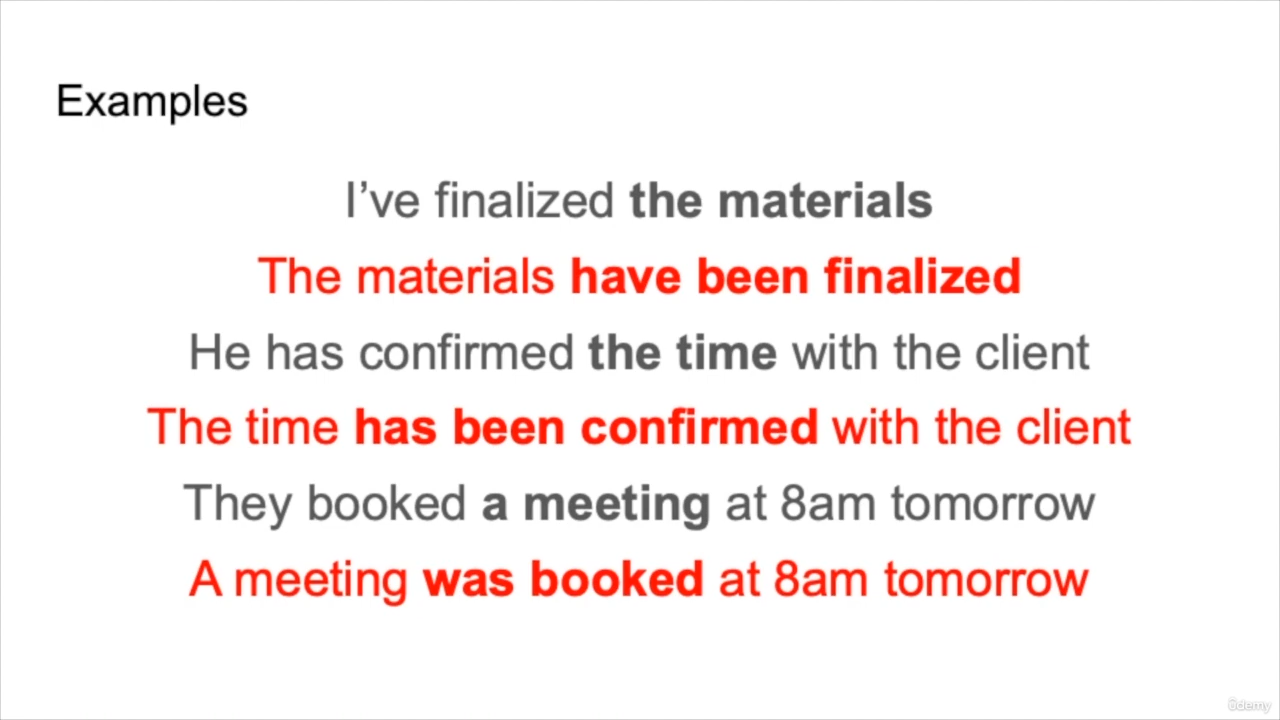 Examples
I’ve finalized the materials
The materials have been finalized
He has confirmed the time with the client
The time has been confirmed with the client
They booked a meeting at 8am tomorrow
A meeting was booked at 8am tomorrow
ûdemy